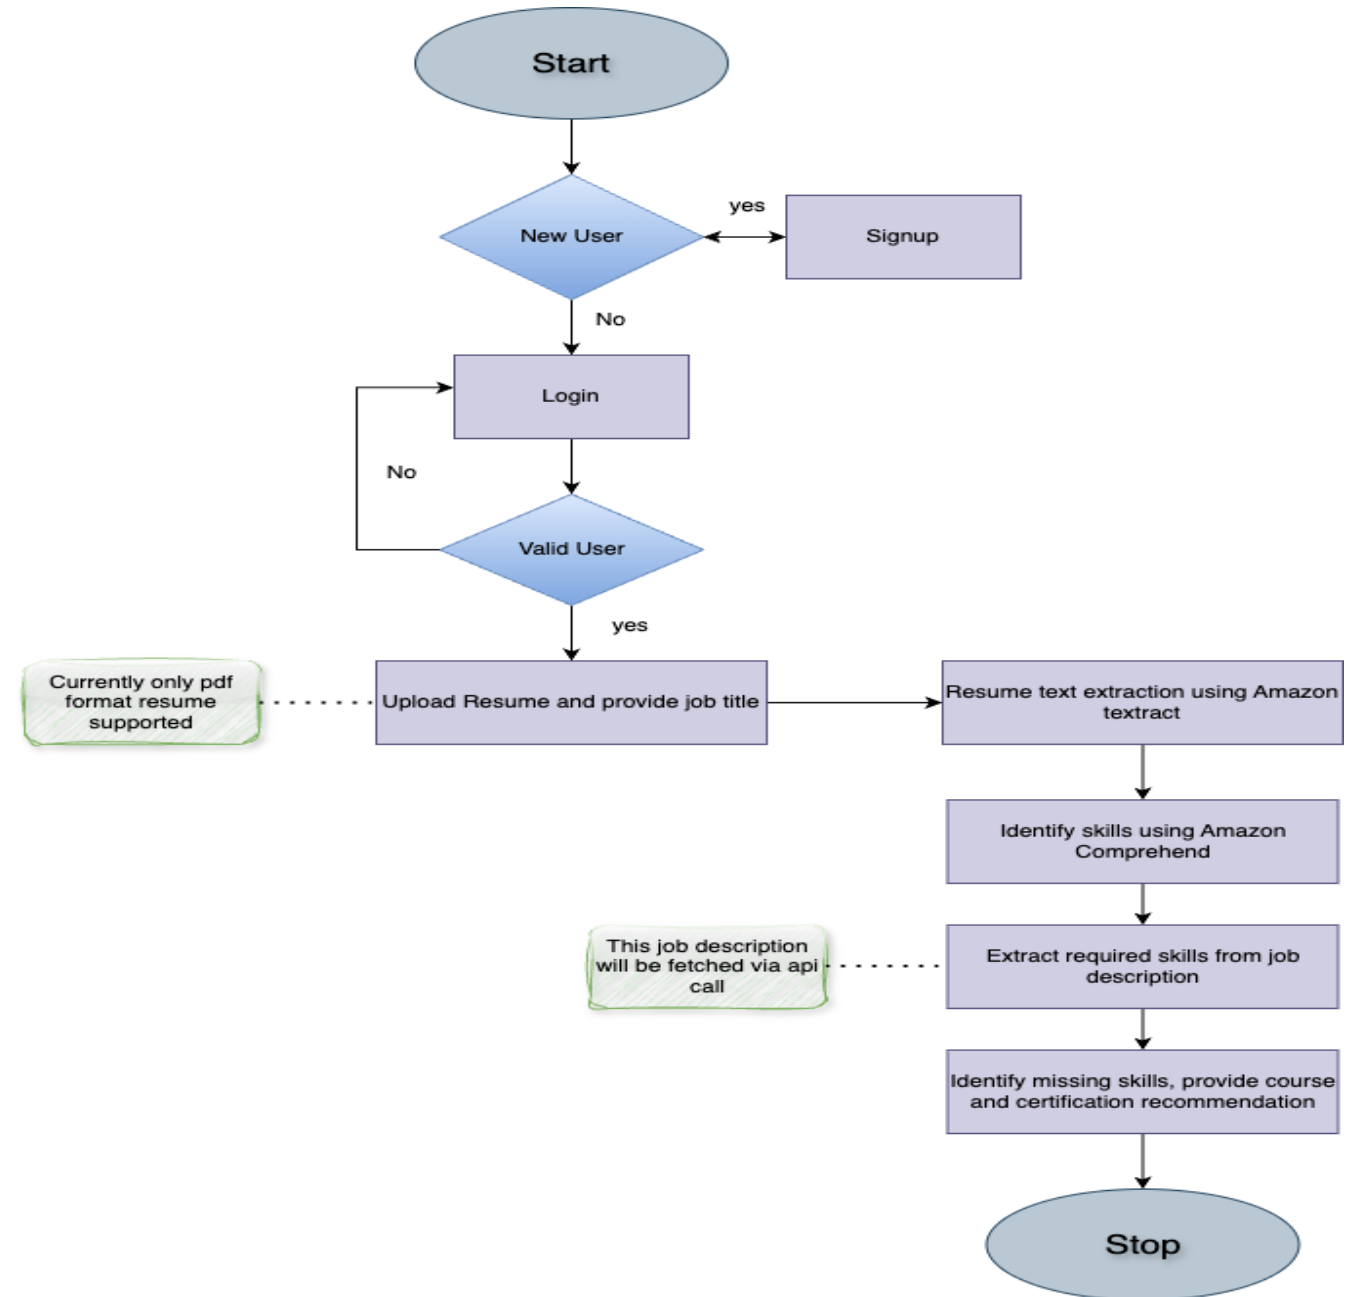 Start
New User
yes
Signup
No
Login
No
Valid User
yes
Currently only pdf
format resume
supported
Upload Resume and provide job title
Resume text extraction using Amazon
textract
Identify skills using Amazon
Comprehend
This job description
will be fetched via api
call
Extract required skills from job
description
Identify missing skills, provide course
and certification recommendation
Stop